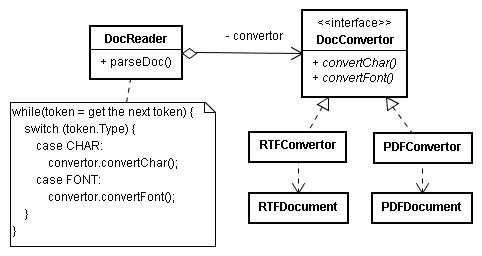 <<interface>>
DocReader
- convertor
DocConvertor
+ parseDoc()
+ convertChar()
+ convertFont()
while(token = get the next token) {
switch (token.Type) {
case CHAR:
convertor.convertChar();
case FONT:
convertor.convertFont();
}
}
RTFConvertor
PDFConvertor
RTFDocument
PDFDocument